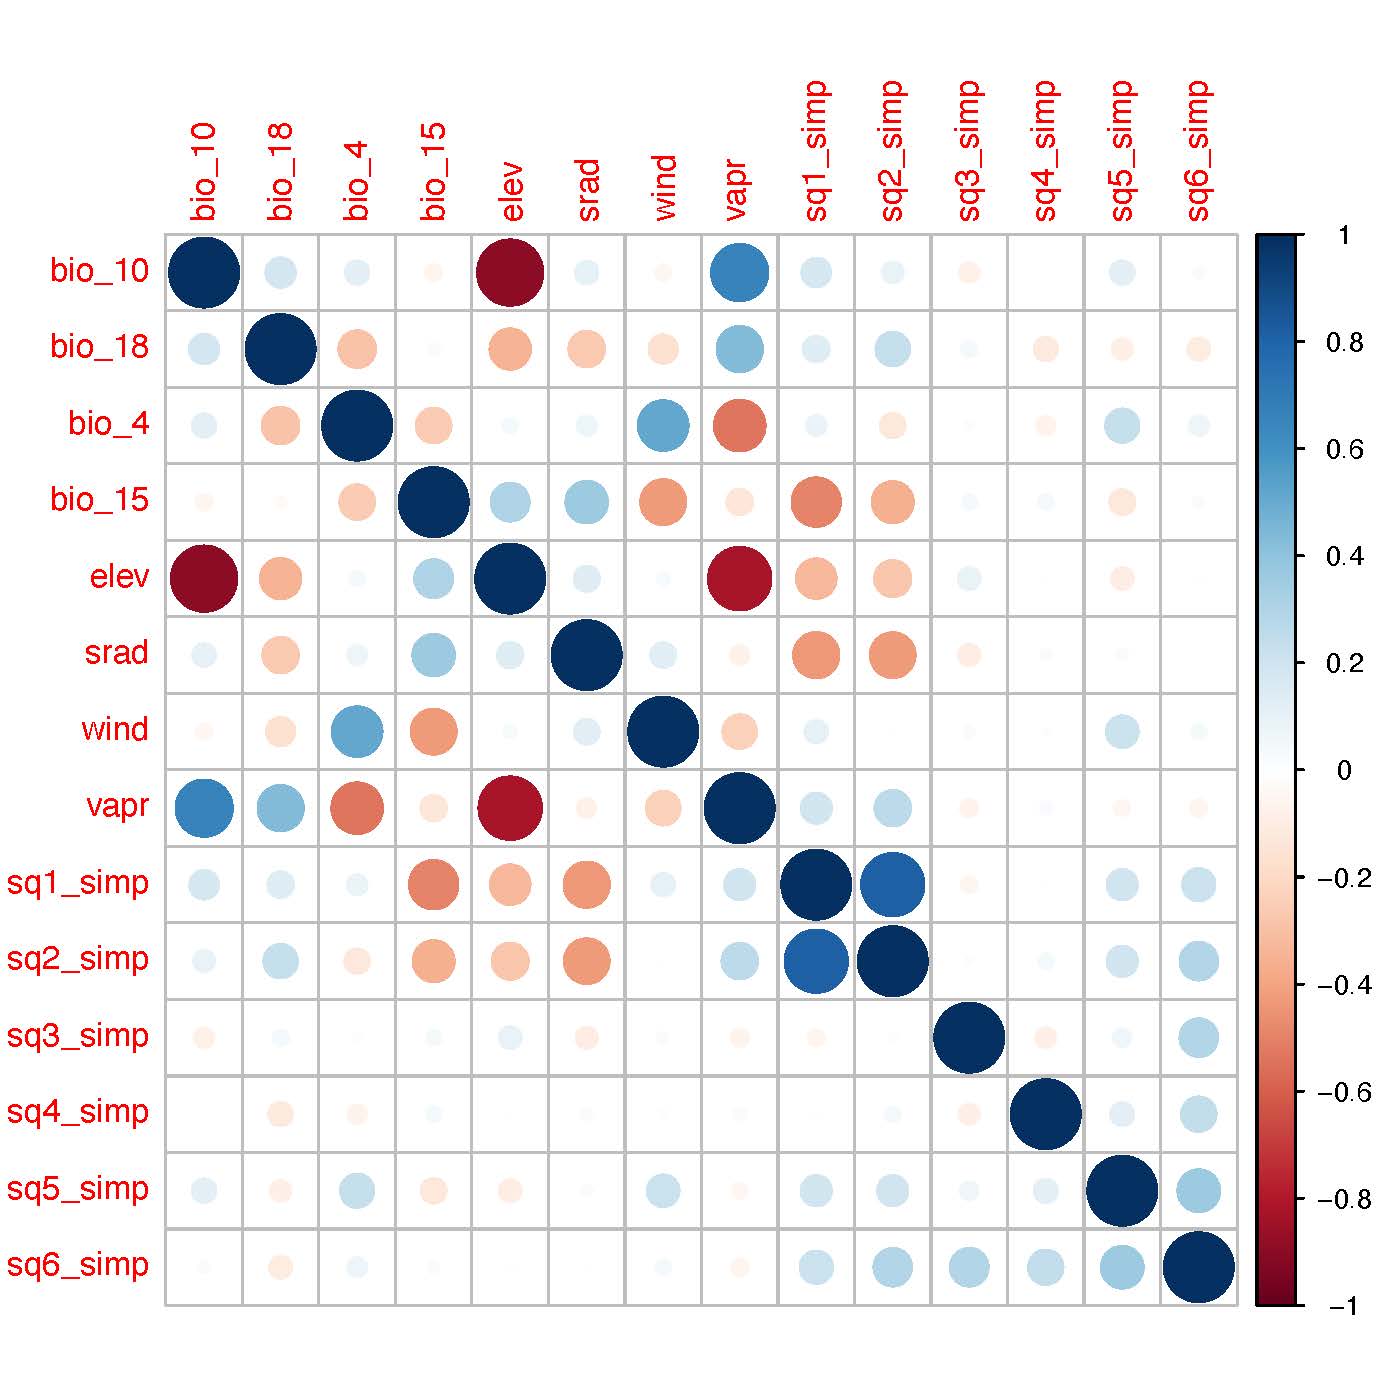 bio_10
bio_18
bio_4
bio_15
elev
srad
wind
vapr
sq1_simp
sq2_simp
sq3_simp
sq4_simp
sq5_simp
sq6_simp
bio_10
bio_18
bio_4
bio_15
elev
srad
wind
vapr
sq1_simp
sq2_simp
sq3_simp
sq4_simp
sq5_simp
sq6_simp
1
0.8
0.6
0.4
0.2
0
−0.2
−0.4
−0.6
−0.8
−1